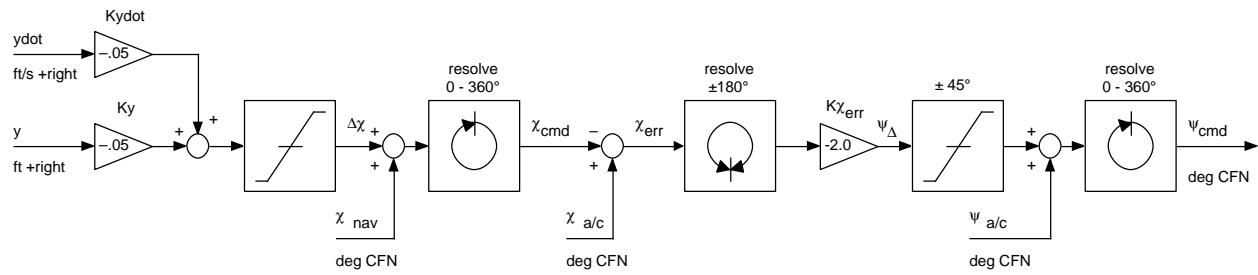 Kydot
ydot
–.05
ft/s +right
Ky
y
–.05
ft +right
+
+
Δχ
+
+
χ nav
deg CFN
resolve
0 - 360°
χcmd
–
+
χ a/c
deg CFN
χerr
resolve
±180°
Kχerr
-2.0
ψΔ
± 45°
+
+
ψ a/c
deg CFN
resolve
0 - 360°
ψcmd
deg CFN